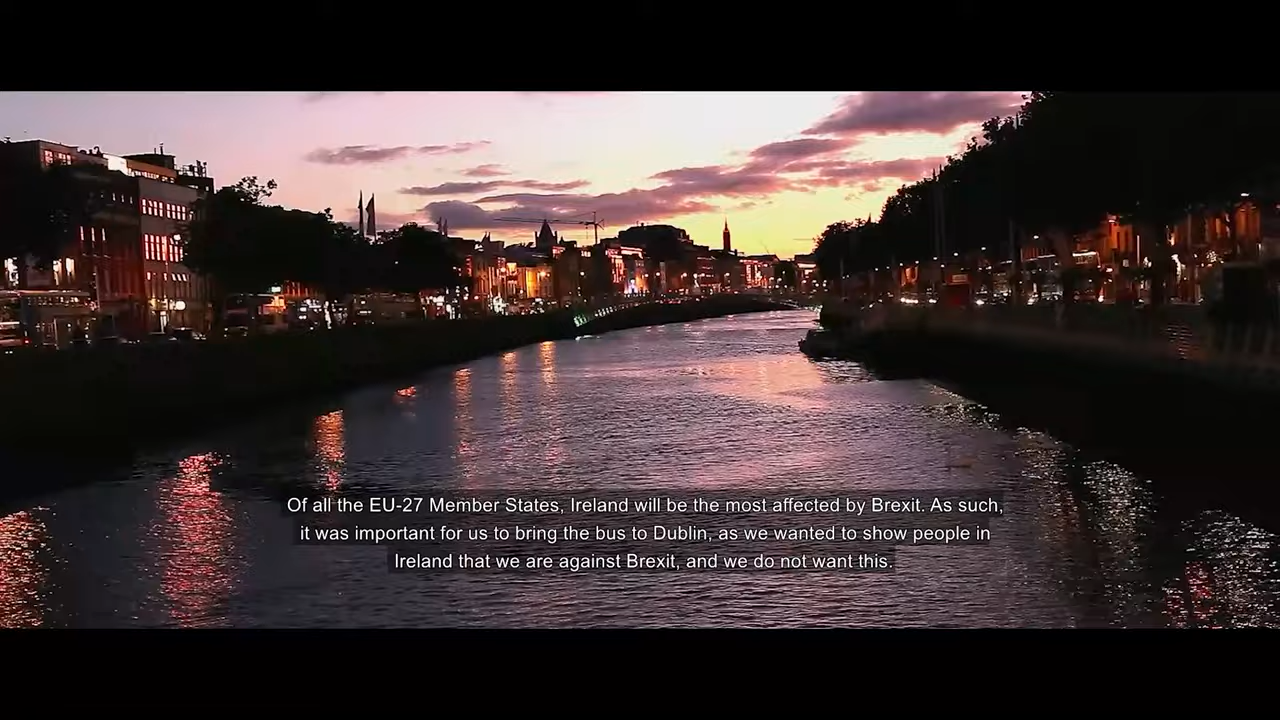 Of all the EU-27 Member States, Ireland will be the most affected by Brexit. As such,
it was important for us to bring the bus to Dublin, as we wanted to show people in
Ireland that we are against Brexit, and we do not want this.